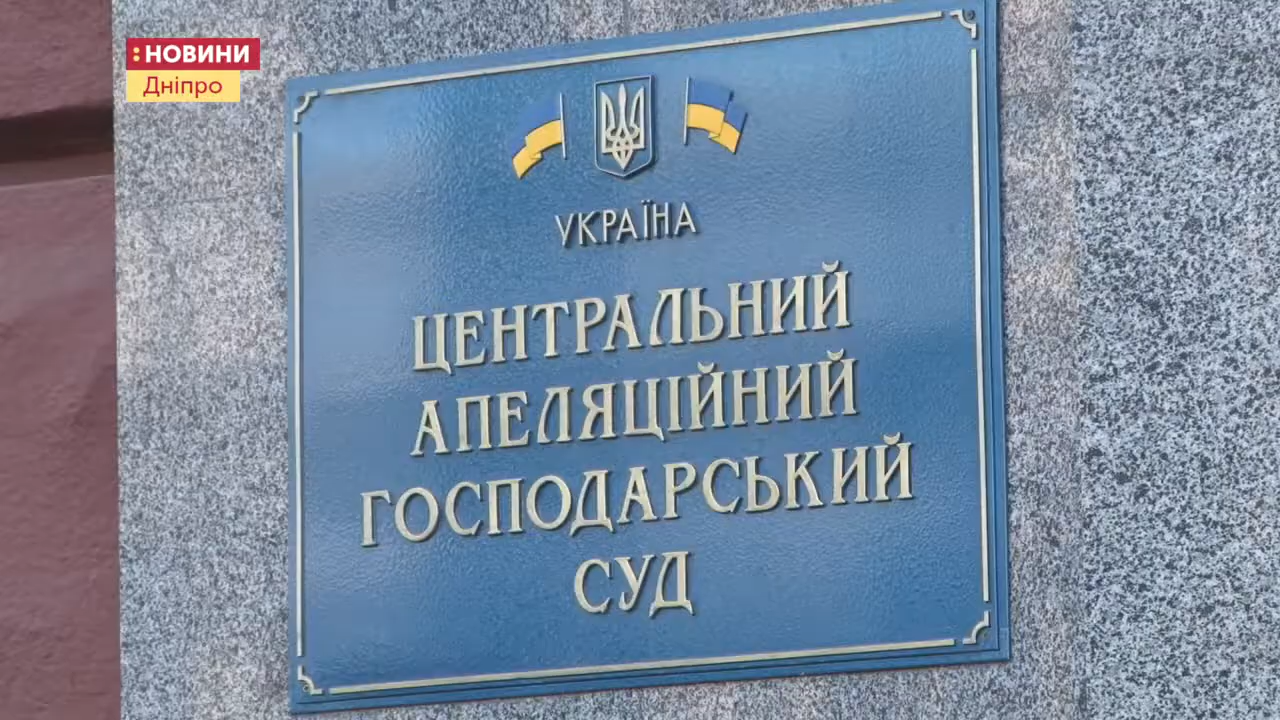 :НОВИНИ
Дніпро
УКРАЇНА
ЦЕНТРАЛЬНИЙ
АПЕЛЯЦІЙНИЙ
ГОСПОДАРСЬКИЙ
СУД